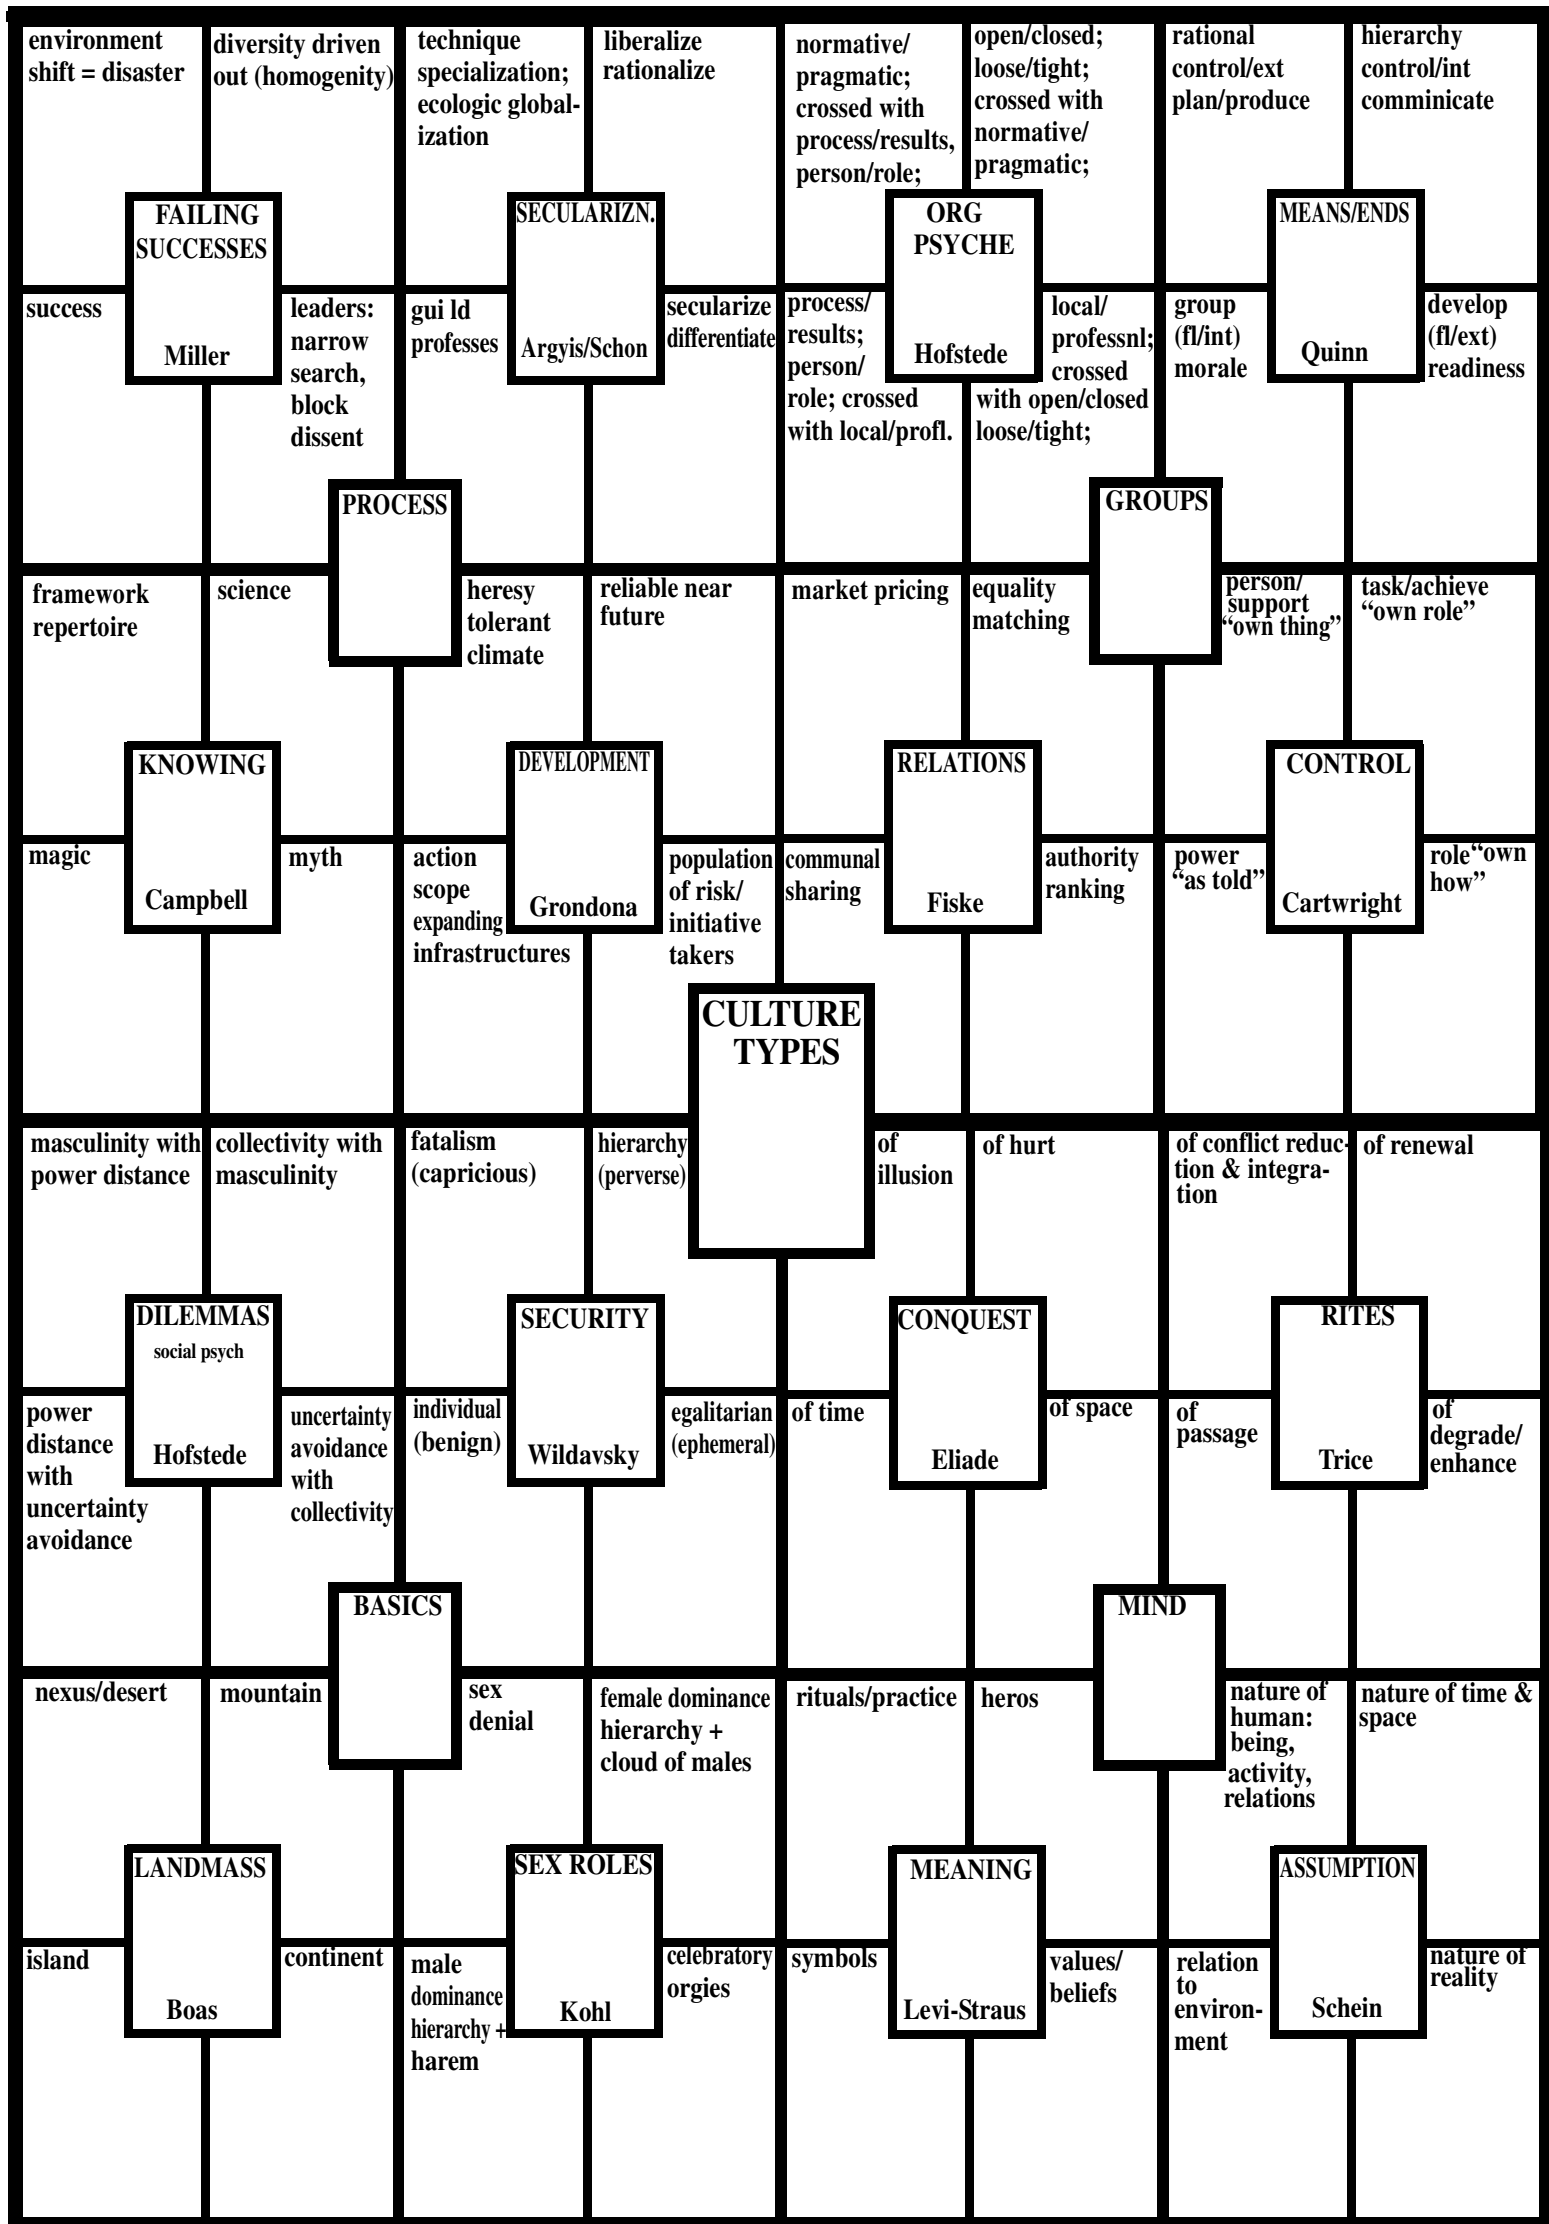 environment
shift = disaster
diversity driven
out (homogenity)
technique
specialization;
ecologic global-
ization
liberalize
rationalize
normative/
pragmatic;
crossed with
process/results,
person/role;
open/closed;
loose/tight;
crossed with
normative/
pragmatic;
rational
control/ext
plan/produce
hierarchy
control/int
comminicate
FAILING
SUCCESSES
Miller
SECULARIZN.
Argyis/Schon
ORG
PSYCHE
Hofstede
MEANS/ENDS
Quinn
success
leaders:
narrow
search,
block
dissent
gui ld
professes
secularize
differentiate
process/
results;
person/
role; crossed
with local/profl.
local/
professnl;
crossed
with open/closed
loose/tight;
group
(fl/int)
morale
develop
(fl/ext)
readiness
PROCESS
GROUPS
framework
repertoire
science
heresy
tolerant
climate
reliable near
future
market pricing
equality
matching
person/
support
“own thing”
task/achieve
“own role”
KNOWING
Campbell
DEVELOPMENT
Grondona
RELATIONS
Fiske
CONTROL
Cartwright
magic
myth
action
scope
expanding
infrastructures
population
of risk/
initiative
takers
communal
sharing
authority
ranking
power
“as told”
role“own
how”
CULTURE
TYPES
masculinity with
power distance
collectivity with
masculinity
fatalism
(capricious)
hierarchy
(perverse)
of
illusion
of hurt
of conflict reduc-
tion & integra-
tion
of renewal
DILEMMAS
social psych
Hofstede
SECURITY
Wildavsky
CONQUEST
Eliade
RITES
Trice
power
distance
with
uncertainty
avoidance
uncertainty
avoidance
with
collectivity
individual
(benign)
egalitarian
(ephemeral)
of time
of space
of
passage
of
degrade/
enhance
BASICS
MIND
nexus/desert
mountain
sex
denial
female dominance
hierarchy +
cloud of males
rituals/practice
heros
nature of
human:
being,
activity,
relations
nature of time &
space
LANDMASS
Boas
SEX ROLES
Kohl
MEANING
Levi-Straus
ASSUMPTION
Schein
island
continent
male
dominance
hierarchy +
harem
celebratory
orgies
symbols
values/
beliefs
relation
to
environ-
ment
nature of
reality